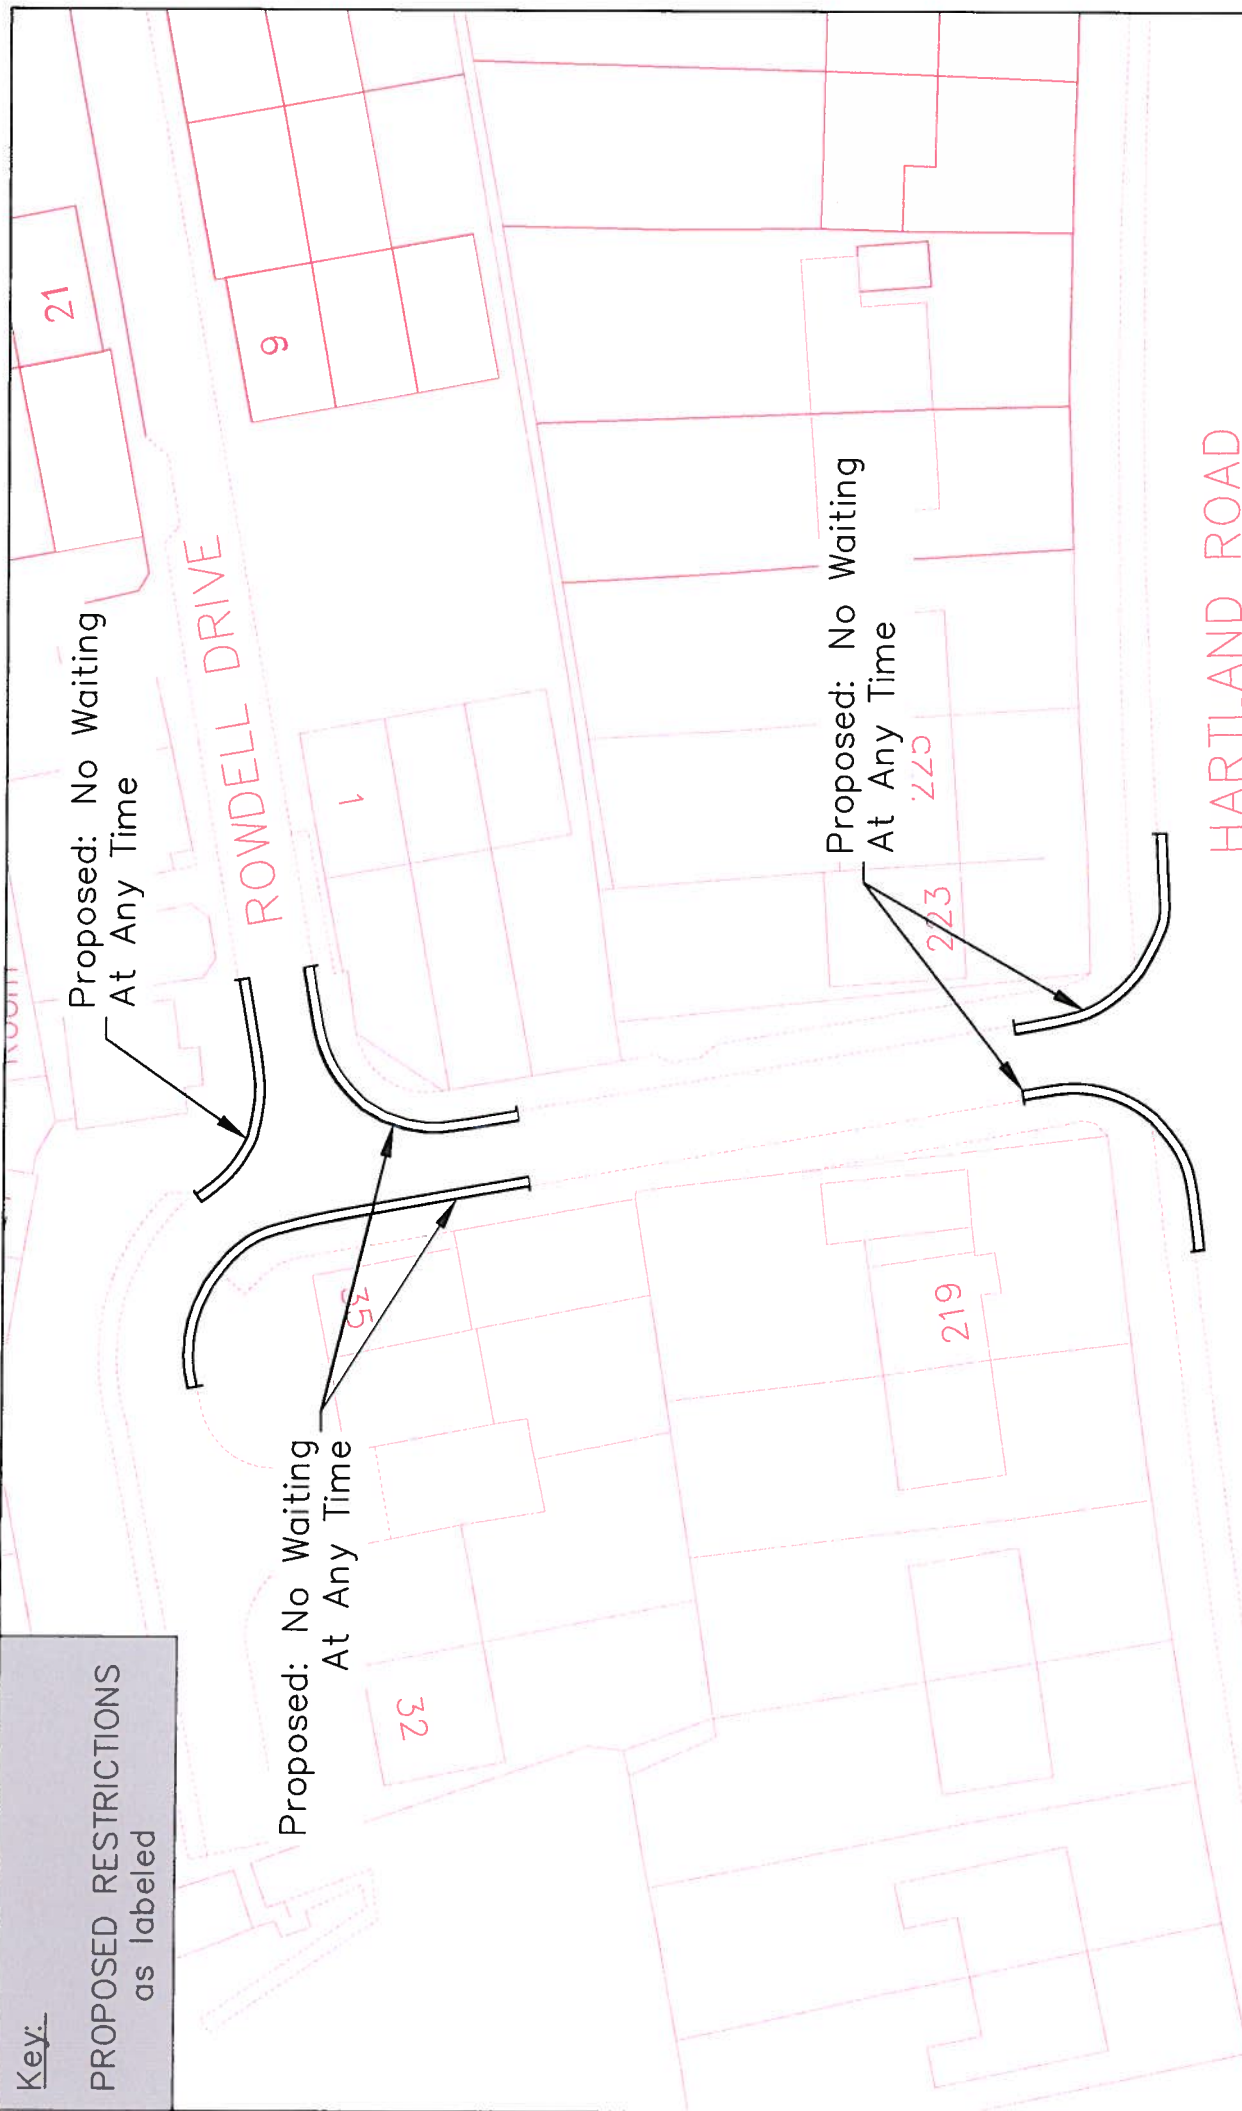 Key:
PROPOSED RESTRICTIONS
as labeled
Proposed: No Waiting
At Any Time
ROWDELL DRIVE
21
9
1
Proposed: No Waiting
At Any Time
35
32
Proposed: No Waiting
At Any Time
225
223
219
HARTLAND ROAD